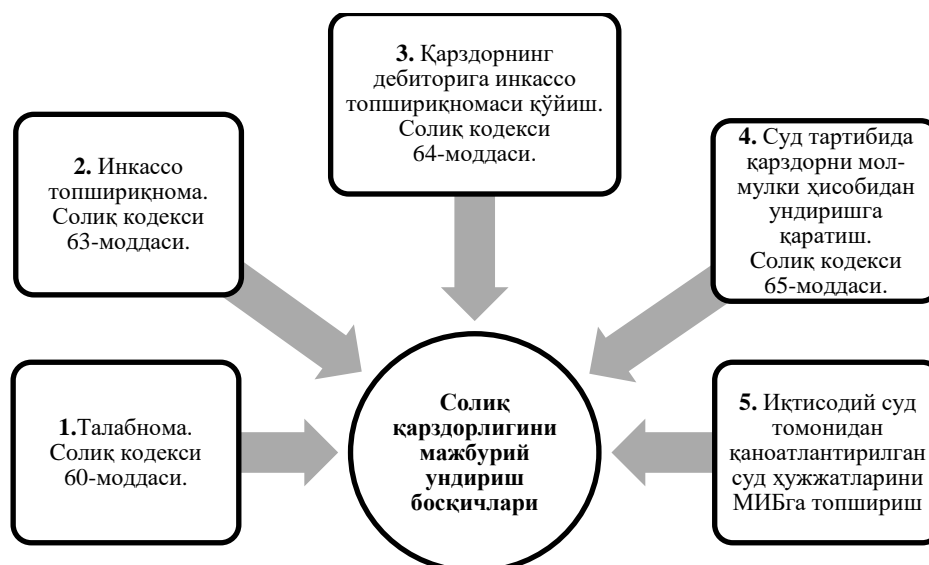 1.Талабнома.
Солиқ кодекси
60-моддаси.
2. Инкассо
топшириқнома.
Солиқ кодекси
63-моддаси.
3. Қарздорнинг
дебиторига инкассо
топшириқномаси қўйиш.
Солиқ кодекси
64-моддаси.
4. Суд тартибида
қарздорни мол-
мулки ҳисобидан
ундиришга
қаратиш.
Солиқ кодекси
65-моддаси.
5. Иқтисодий суд
томонидан
қаноатлантирилган
суд ҳужжатларини
МИБга топшириш
Солиқ
қарздорлигини
мажбурий
ундириш
босқичлари